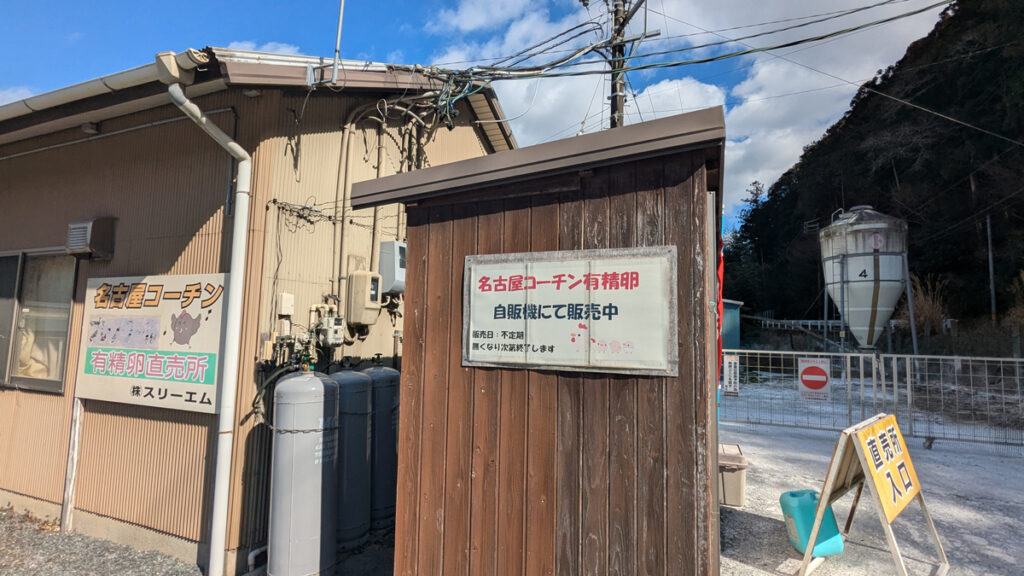 名古屋コーチン
有精卵直売所
㈱スリーエム
名古屋コーチン有精卵
自販機にて販売中
販売日:不定期
無くなり次第終了します
4
直売所
入口